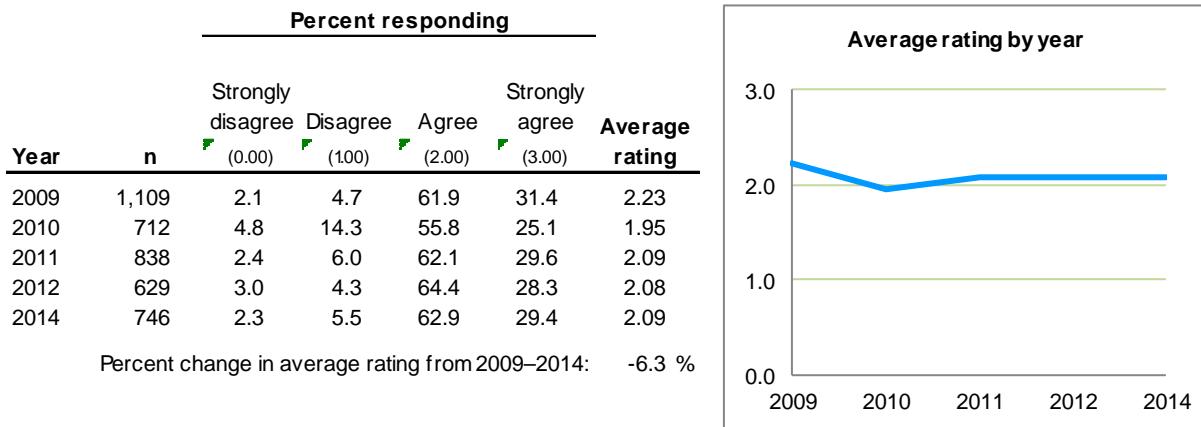 Percent responding
Strongly disagree (0.00) Disagree (1.00) Agree (2.00) Strongly agree (3.00)
Year n Average rating
2009 1,109 2.1 4.7 61.9 31.4 2.23
2010 712 4.8 14.3 55.8 25.1 1.95
2011 838 2.4 6.0 62.1 29.6 2.09
2012 629 3.0 4.3 64.4 28.3 2.08
2014 746 2.3 5.5 62.9 29.4 2.09
Percent change in average rating from 2009–2014: -6.3 %
Average rating by year
3.0
2.0
1.0
0.0
2009 2010 2011 2012 2014